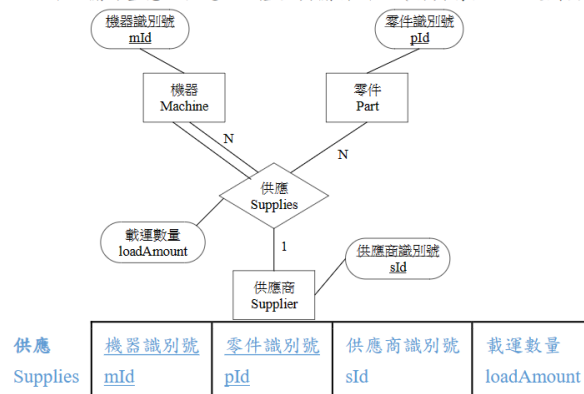 機器識別號
mId
零件識別號
pId
機器
Machine
零件
Part
N
N
供應
Supplies
載運數量
loadAmount
1
供應商識別號
sId
供應商
Supplier
供應 機器識別號 零件識別號 供應商識別號 載運數量
Supplies mId pId sId loadAmount